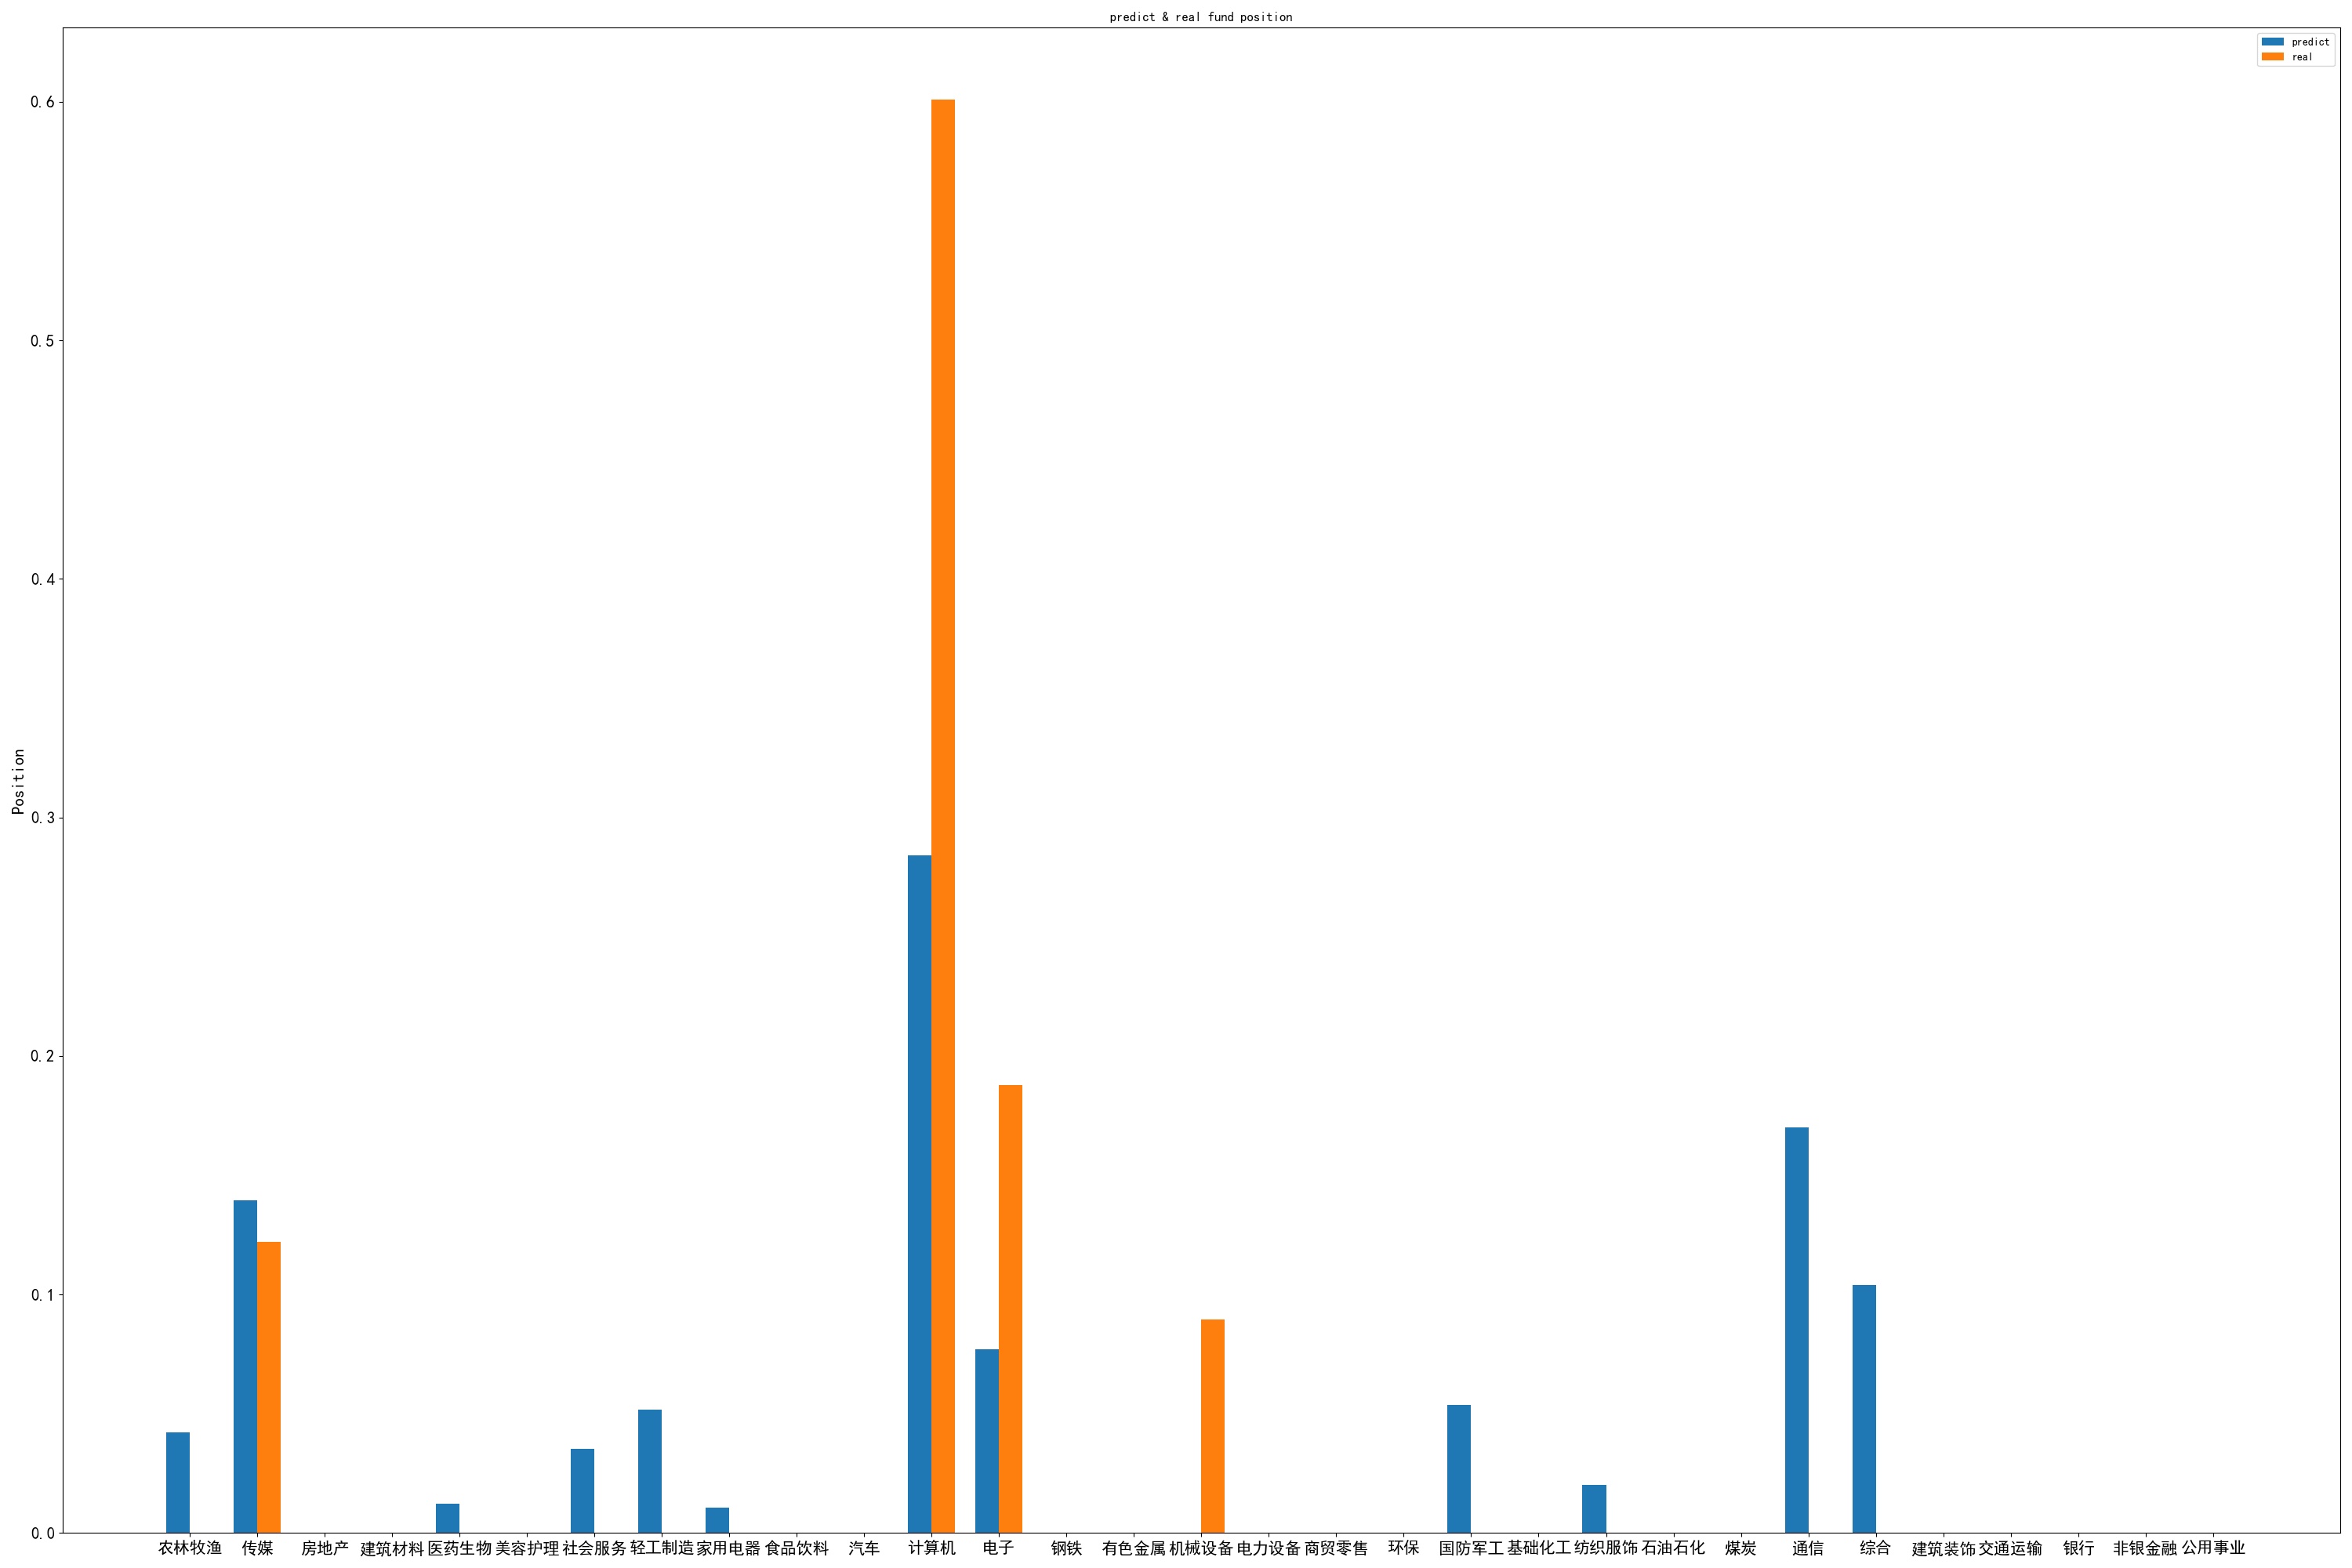 predict & real fund position
predict
real
0.6
0.5
0.4
0.3
0.2
0.1
0.0
Position
农林牧渔 传媒 房地产 建筑材料 医药生物 美容护理 社会服务 轻工制造 家用电器 食品饮料 汽车 计算机 电子 钢铁 有色金属 机械设备 电力设备 商贸零售 环保 国防军工 基础化工 纺织服饰 石油石化 煤炭 通信 综合 建筑装饰 交通运输 银行 非银金融 公用事业